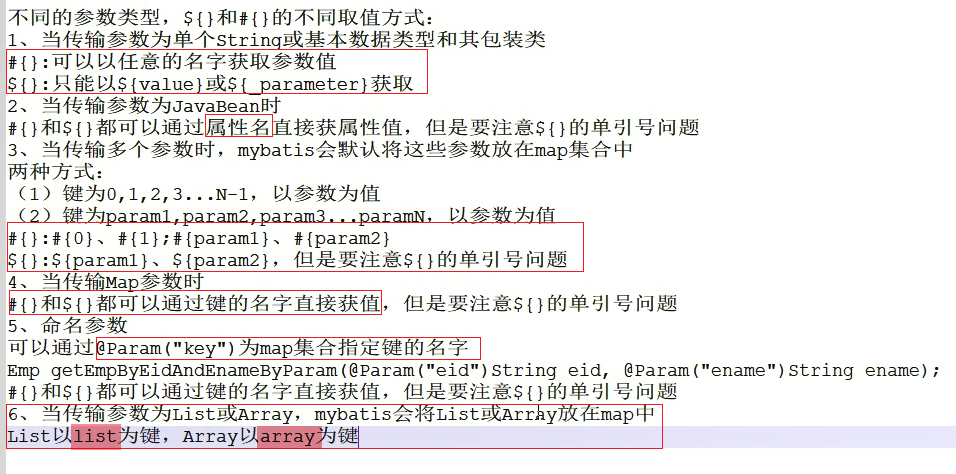 不同的参数类型，${}和#{}的不同取值方式：
1、当传输参数为单个String或基本数据类型和其包装类
#{}:可以以任意的名字获取参数值
${}:只能以${value}或${_parameter}获取
2、当传输参数为JavaBean时
#{}和${}都可以通过属性名直接获属性值，但是要注意${}的单引号问题
3、当传输多个参数时，mybatis会默认将这些参数放在map集合中
两种方式：
（1）键为0,1,2,3...N-1，以参数为值
（2）键为param1,param2,param3...paramN，以参数为值
#{}:#{0}、#{1};#{param1}、#{param2}
${}:${param1}、${param2}，但是要注意${}的单引号问题
4、当传输Map参数时
#{}和${}都可以通过键的名字直接获值，但是要注意${}的单引号问题
5、命名参数
可以通过@Param("key")为map集合指定键的名字
Emp getEmpByEidAndEnameByParam(@Param("eid")String eid, @Param("ename")String ename);
#{}和${}都可以通过键的名字直接获值，但是要注意${}的单引号问题
6、当传输参数为List或Array，mybatis会将List或Array放在map中
List以list为键，Array以array为键